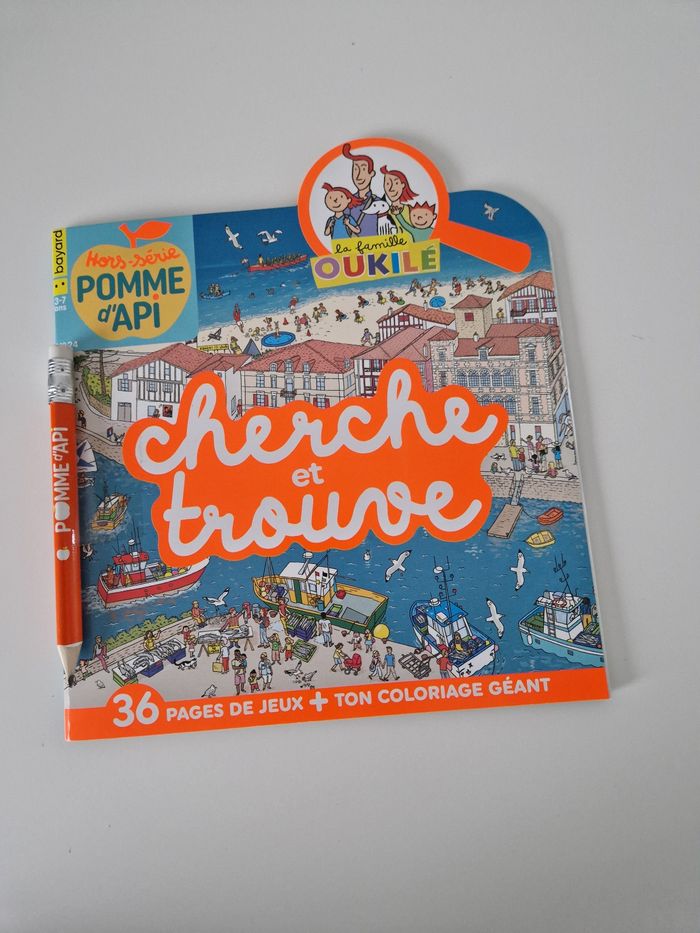 bayard
3-7
ans
Hors-série
POMME
d'API
la famille
OUKILÉ
cherche
et
trouve
POMME d'API
36 PAGES DE JEUX + TON COLORIAGE GÉANT